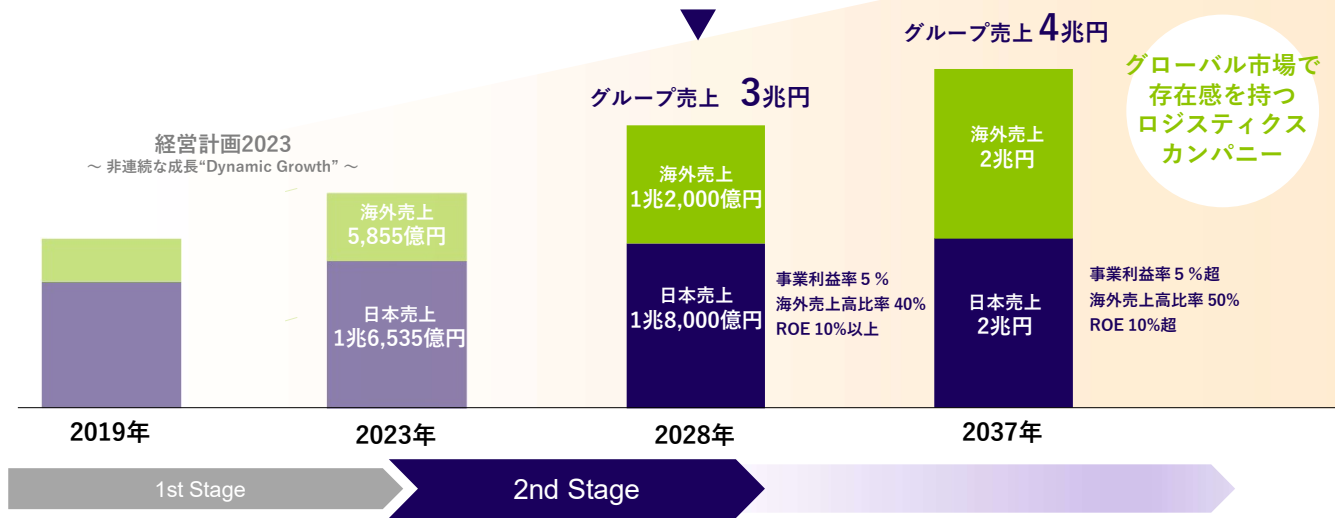 グループ売上 4兆円
グループ売上 3兆円
グローバル市場で
存在感を持つ
ロジスティクス
カンパニー
経営計画2023
～ 非連続な成長“Dynamic Growth” ～
海外売上
5,855億円
日本売上
1兆6,535億円
海外売上
1兆2,000億円
日本売上
1兆8,000億円
事業利益率 5 %
海外売上高比率 40%
ROE 10%以上
海外売上
2兆円
日本売上
2兆円
事業利益率 5 %超
海外売上高比率 50%
ROE 10%超
2019年
2023年
2028年
2037年
1st Stage
2nd Stage